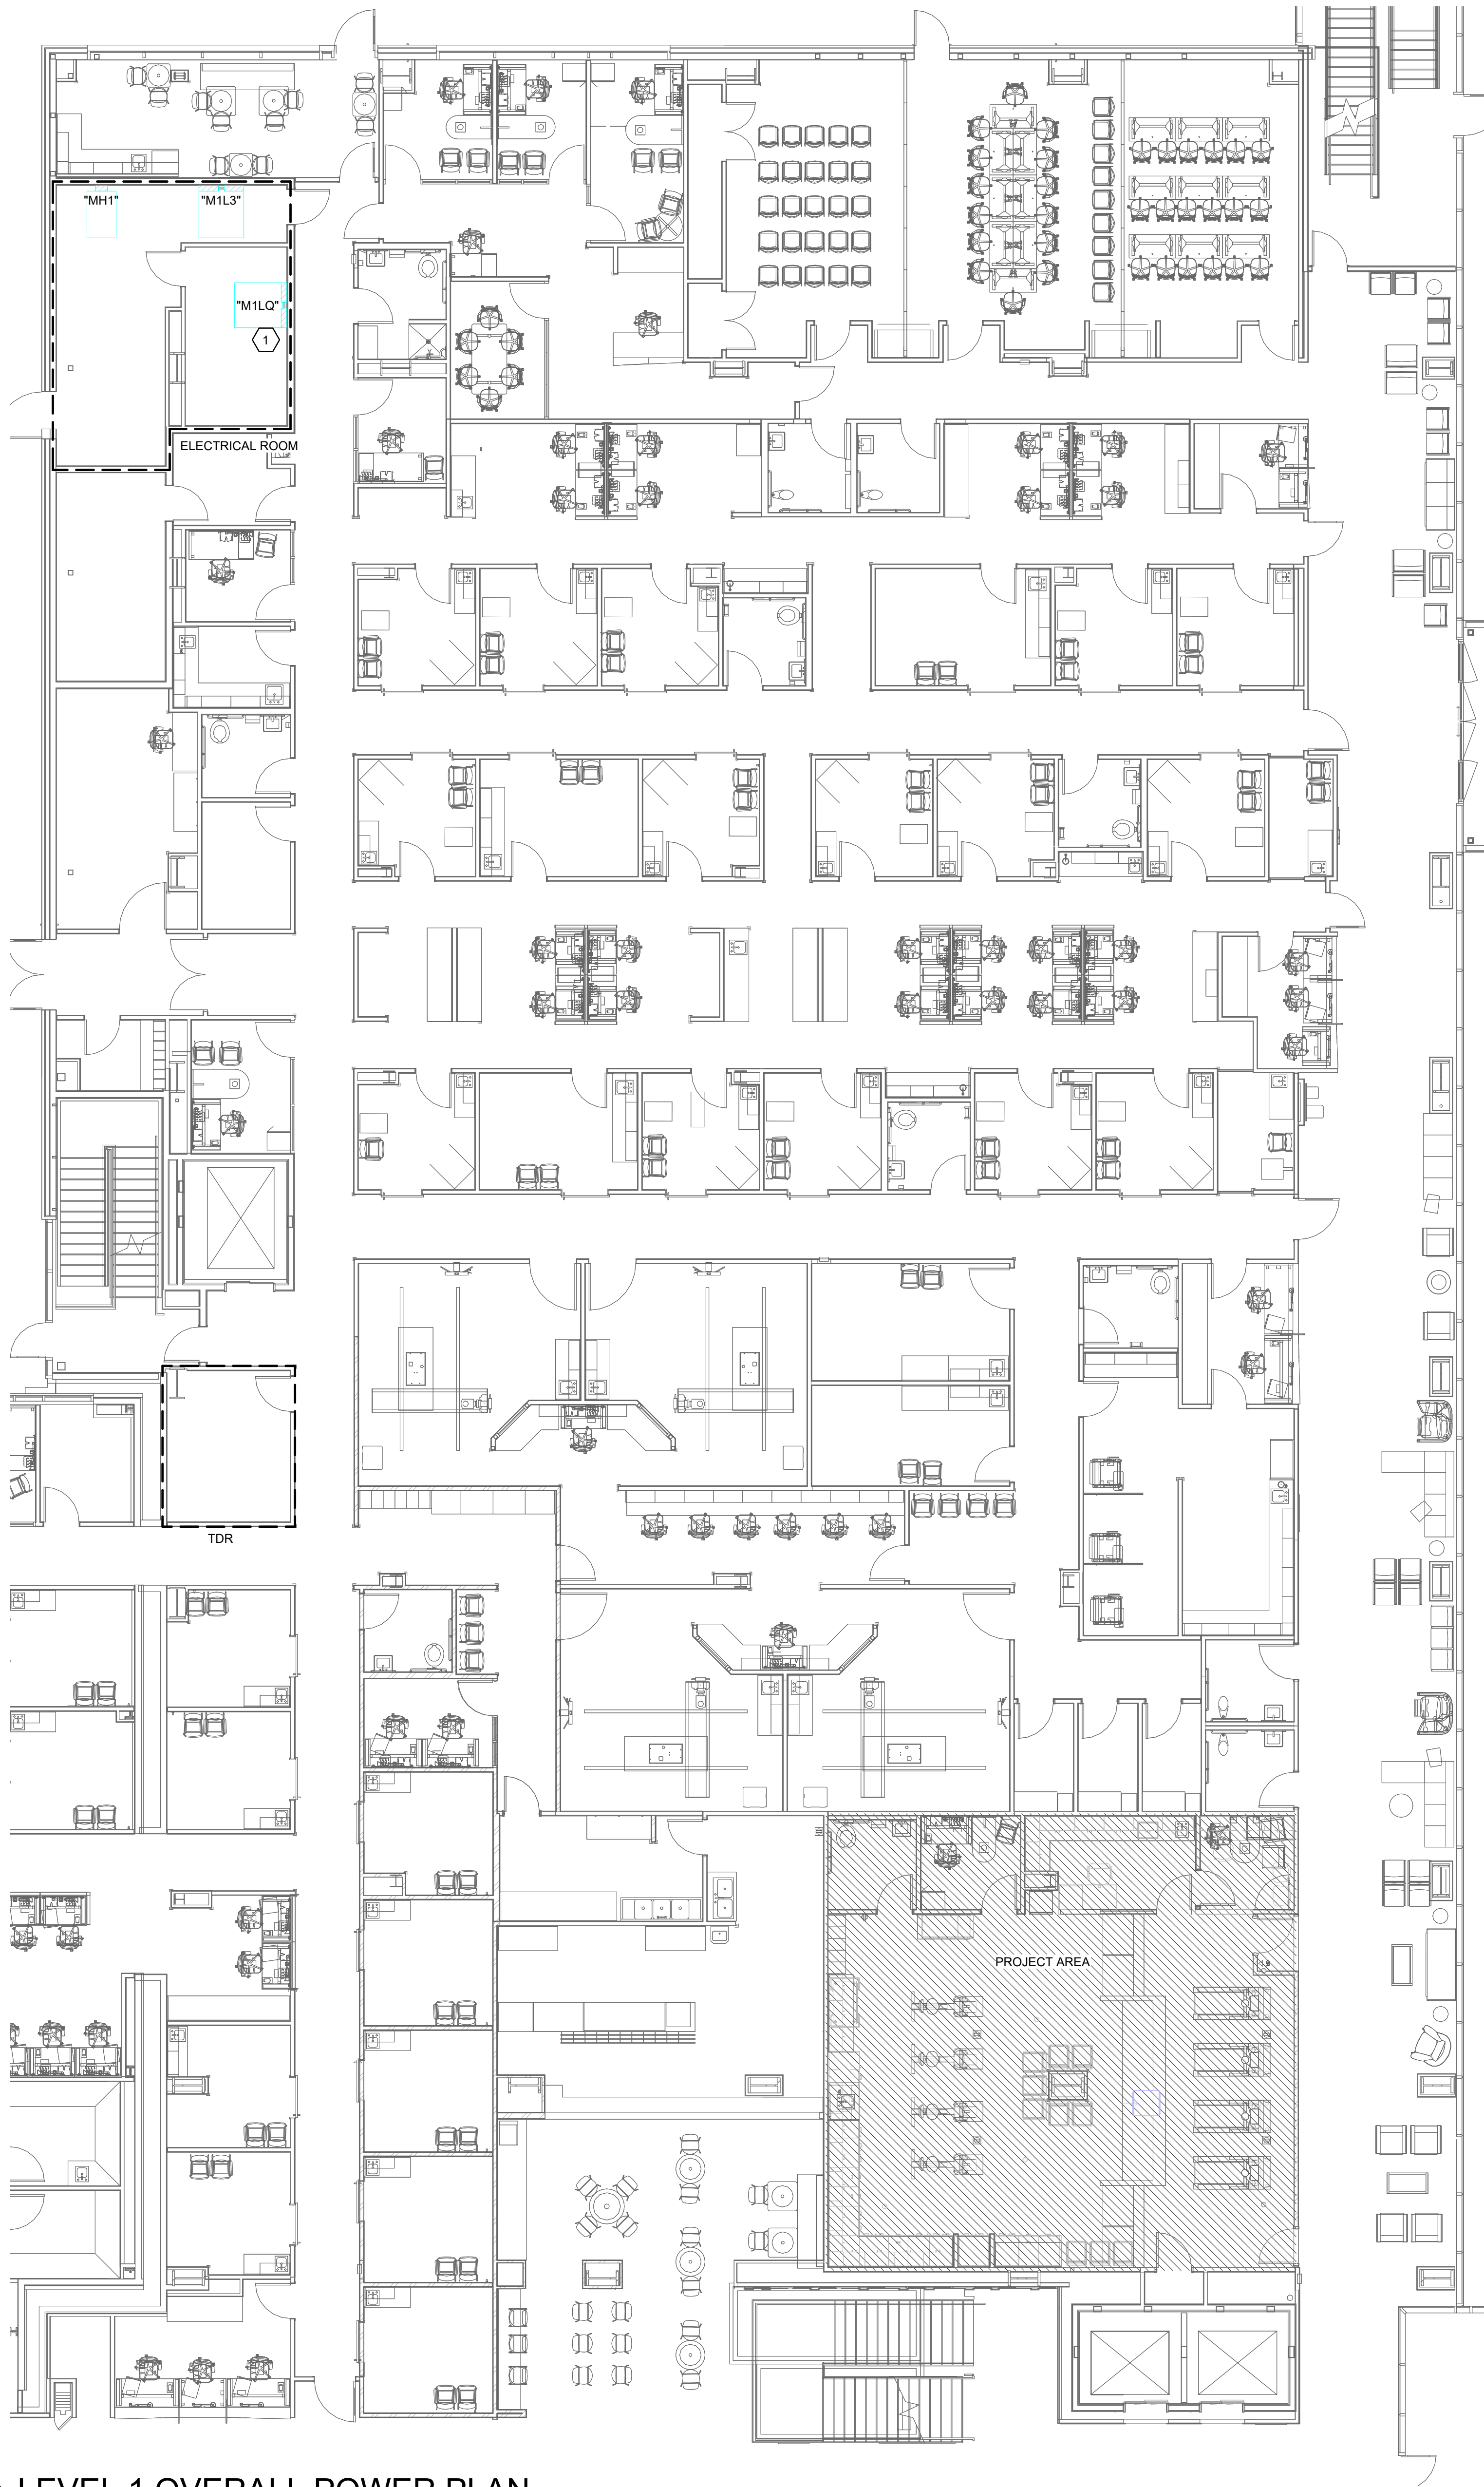 "MH1"
"M1L3"
"M1LQ"
1
ELECTRICAL ROOM
TDR
PROJECT AREA
LEVEL 1 OVERALL POWER PLAN